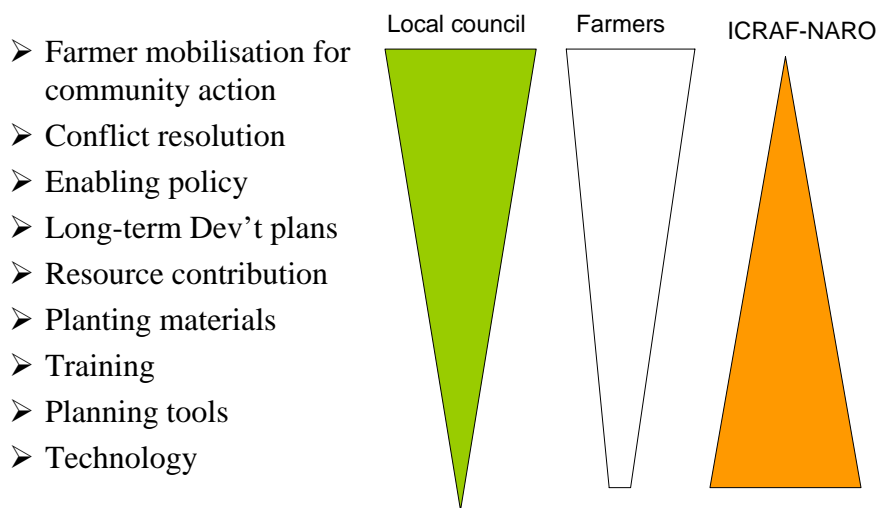 Local council
Farmers
ICRAF-NARO
➢ Farmer mobilisation for
community action
➢ Conflict resolution
➢ Enabling policy
➢ Long-term Dev't plans
➢ Resource contribution
➢ Planting materials
➢ Training
➢ Planning tools
➢ Technology